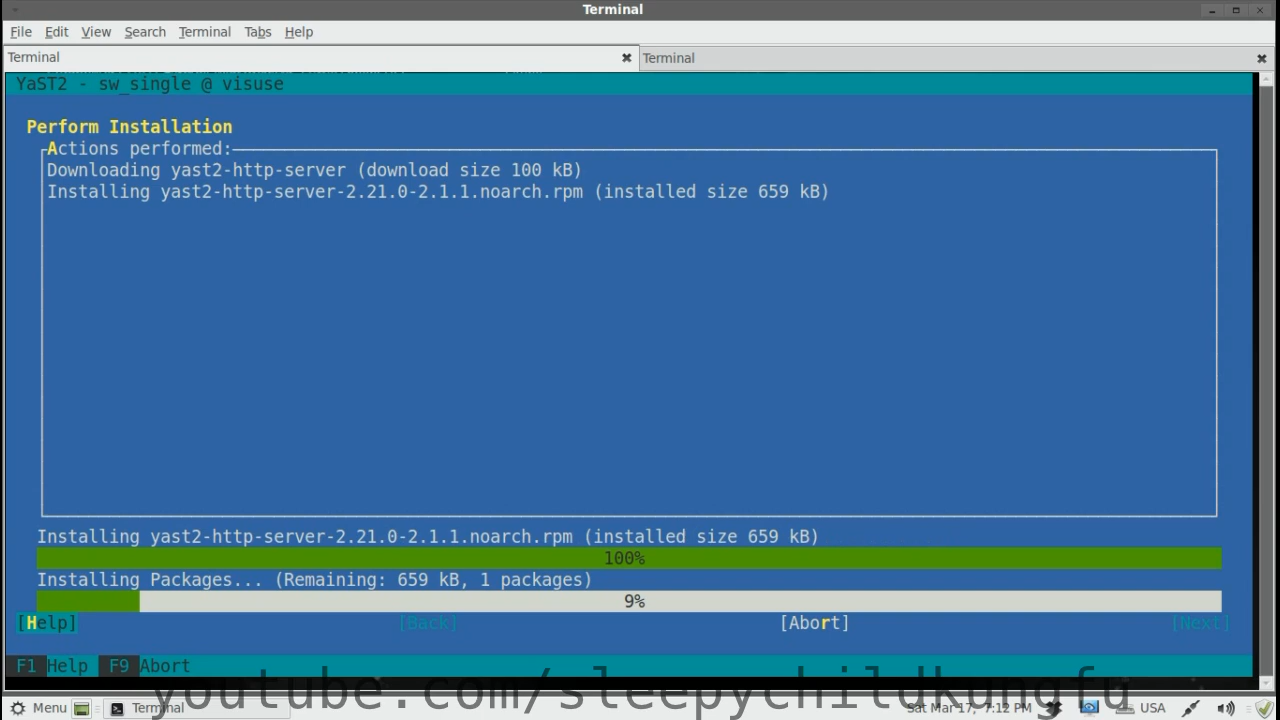 Terminal
File Edit View Search Terminal Tabs Help
Terminal Terminal
YaST2 - sw_single @ visuse
Perform Installation
Actions performed:
Downloading yast2-http-server (download size 100 kB)
Installing yast2-http-server-2.21.0-2.1.1.noarch.rpm (installed size 659 kB)
Installing yast2-http-server-2.21.0-2.1.1.noarch.rpm (installed size 659 kB)
100%
Installing Packages... (Remaining: 659 kB, 1 packages)
9%
[Help] [Back] [Abort] [Next]
F1 Help F9 Abort
youtube.com/sleepychildkungfu
Menu Terminal Sat Mar 17, 7:12 PM USA